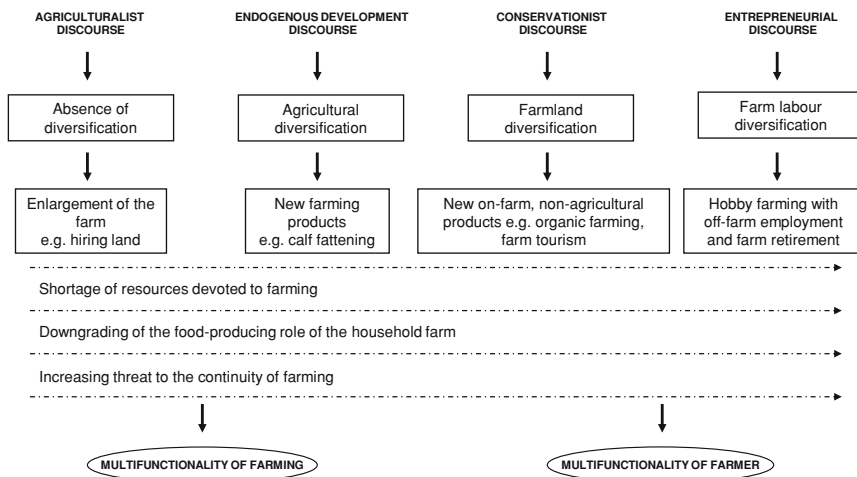 AGRICULTURALIST
DISCOURSE
ENDOGENOUS DEVELOPMENT
DISCOURSE
CONSERVATIONIST
DISCOURSE
ENTREPRENEURIAL
DISCOURSE
Absence of
diversification
Agricultural
diversification
Farmland
diversification
Farm labour
diversification
Enlargement of the
farm
e.g. hiring land
New farming
products
e.g. calf fattening
New on-farm, non-agricultural
products e.g. organic farming,
farm tourism
Hobby farming with
off-farm employment
and farm retirement
Shortage of resources devoted to farming
Downgrading of the food-producing role of the household farm
Increasing threat to the continuity of farming
MULTIFUNCTIONALITY OF FARMING
MULTIFUNCTIONALITY OF FARMER